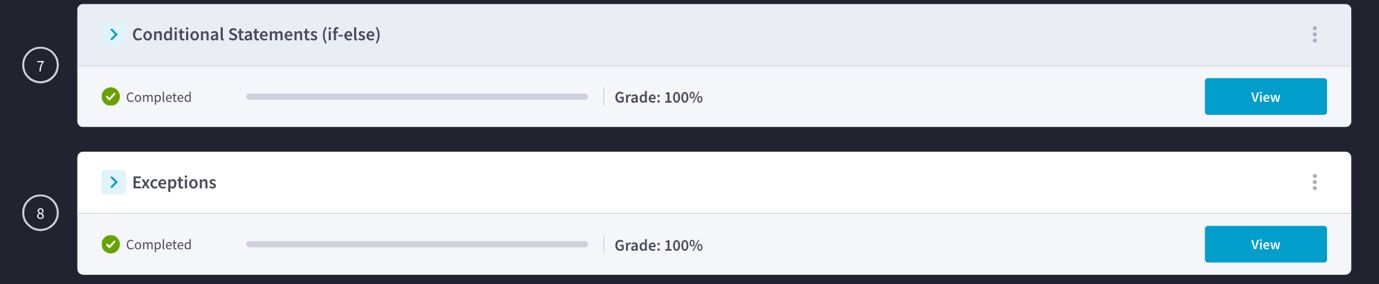 7
Conditional Statements (if-else)
Completed
Grade: 100%
View
8
Exceptions
Completed
Grade: 100%
View